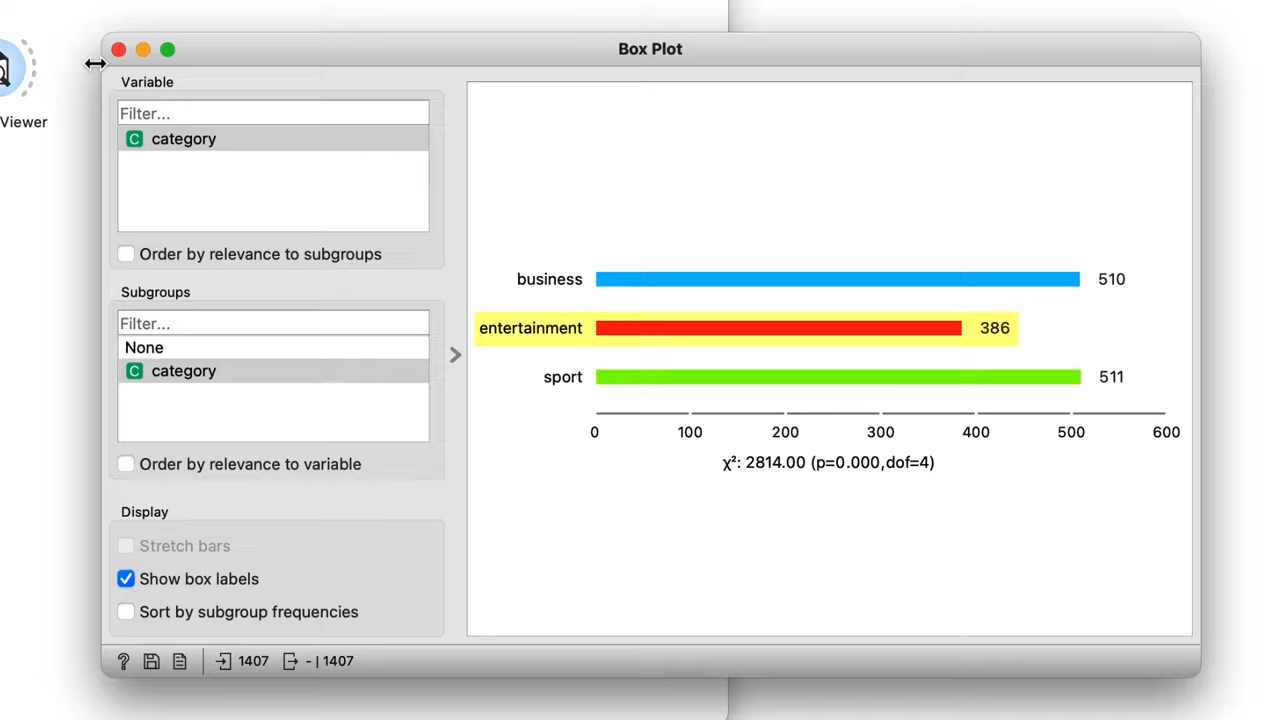 Viewer
Box Plot
Variable
Filter...
C category
Order by relevance to subgroups
Subgroups
Filter...
None
C category
Order by relevance to variable
Display
Stretch bars
Show box labels
Sort by subgroup frequencies
? 1407 - | 1407
business 510
entertainment 386
sport 511
0 100 200 300 400 500 600
χ²: 2814.00 (p=0.000,dof=4)